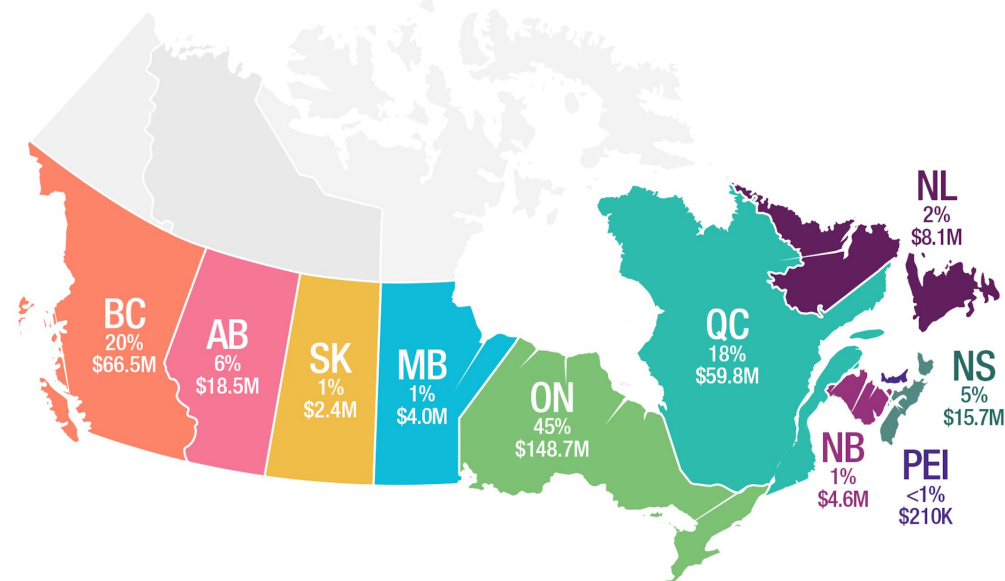 BC
20%
$66.5M
AB
6%
$18.5M
SK
1%
$2.4M
MB
1%
$4.0M
ON
45%
$148.7M
QC
18%
$59.8M
NL
2%
$8.1M
NB
1%
$4.6M
PEI
<1%
$210K
NS
5%
$15.7M